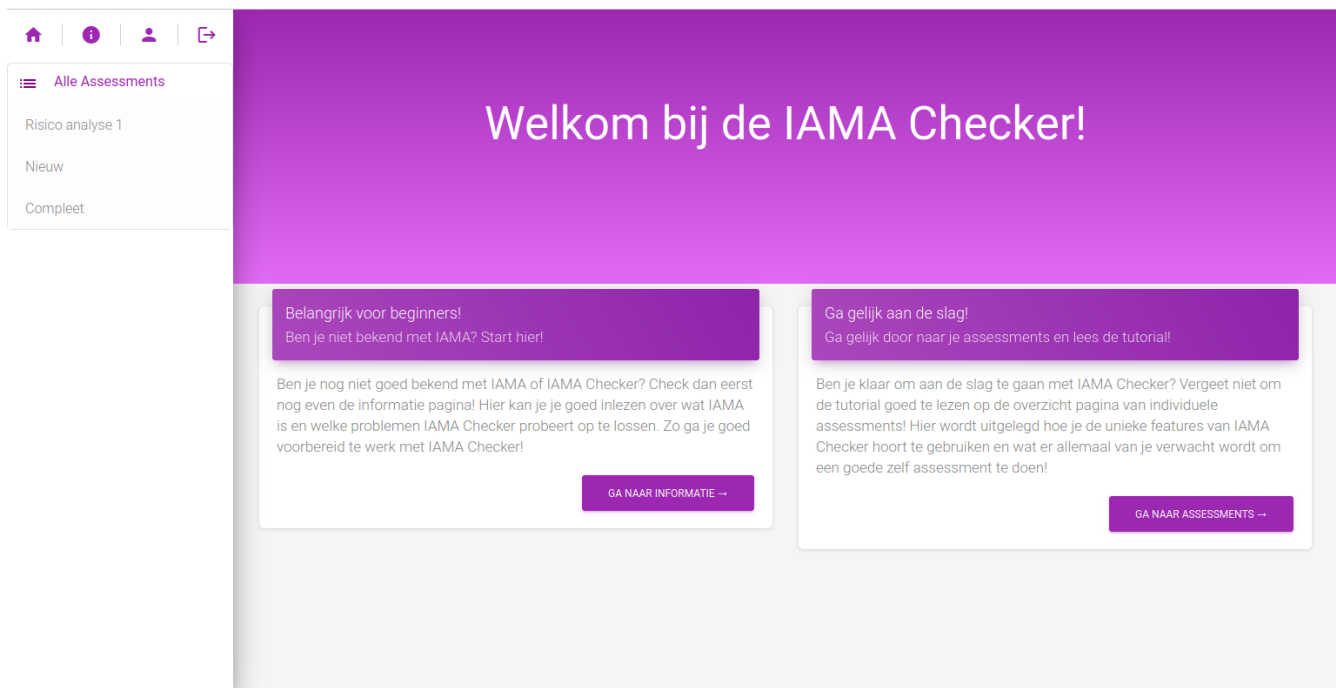 Alle Assessments
Risico analyse 1
Nieuw
Compleet
Welkom bij de IAMA Checker!
Belangrijk voor beginners!
Ben je niet bekend met IAMA? Start hier!
Ben je nog niet goed bekend met IAMA of IAMA Checker? Check dan eerst
nog even de informatie pagina! Hier kan je je goed inlezen over wat IAMA
is en welke problemen IAMA Checker probeert op te lossen. Zo ga je goed
voorbereid te werk met IAMA Checker!
GA NAAR INFORMATIE →
Ga gelijk aan de slag!
Ga gelijk door naar je assessments en lees de tutorial!
Ben je klaar om aan de slag te gaan met IAMA Checker? Vergeet niet om
de tutorial goed te lezen op de overzicht pagina van individuele
assessments! Hier wordt uitgelegd hoe je de unieke features van IAMA
Checker hoort te gebruiken en wat er allemaal van je verwacht wordt om
een goede zelf assessment te doen!
GA NAAR ASSESSMENTS →